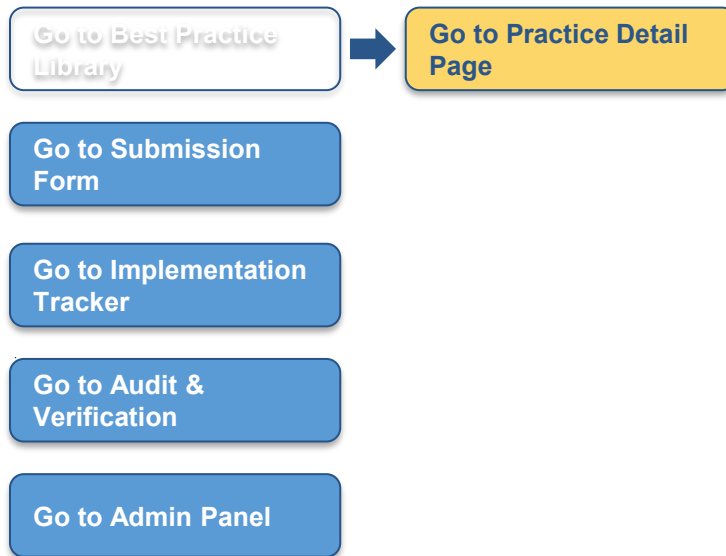 Go to Best Practice
Library
Go to Practice Detail
Page
Go to Submission
Form
Go to Implementation
Tracker
Go to Audit &
Verification
Go to Admin Panel